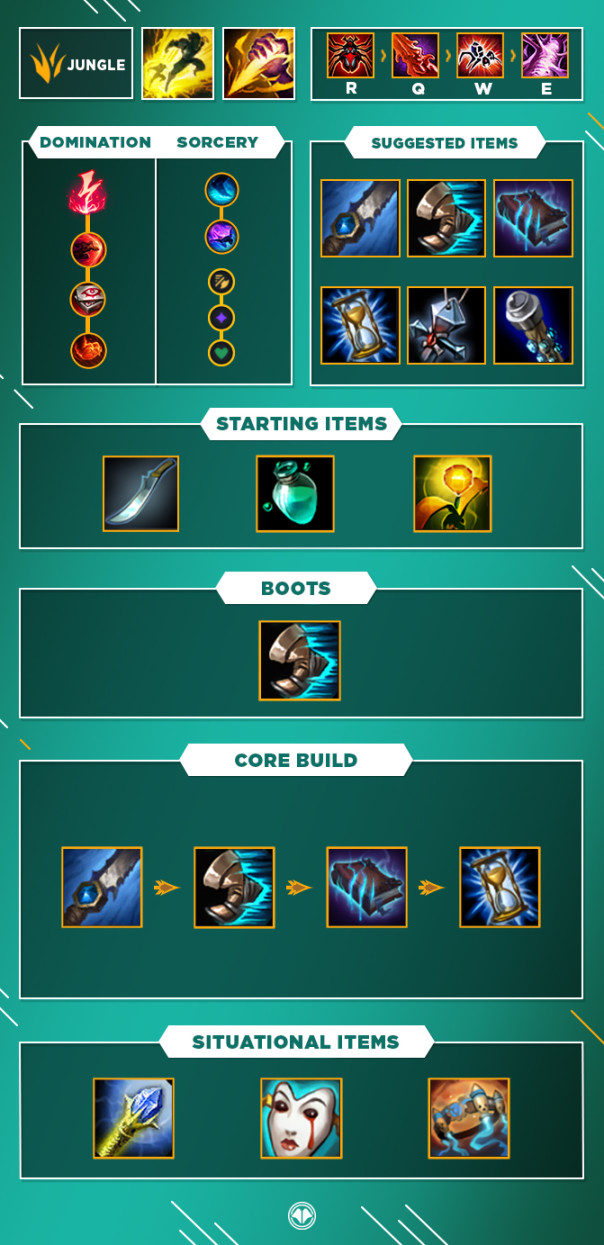 JUNGLE
R Q W E
DOMINATION SORCERY
SUGGESTED ITEMS
STARTING ITEMS
BOOTS
CORE BUILD
SITUATIONAL ITEMS